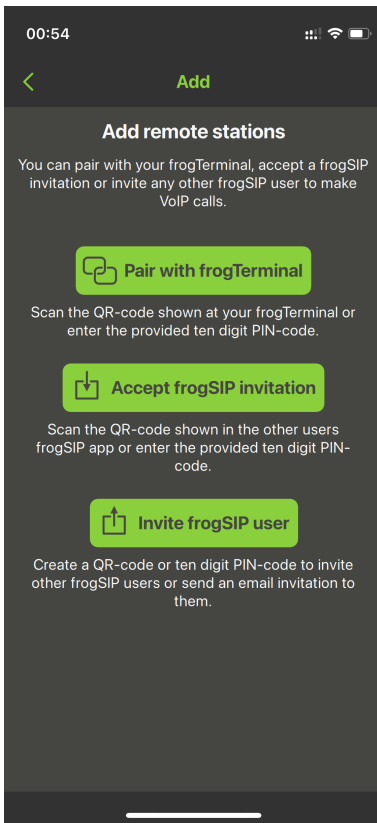 00:54
Add
Add remote stations
You can pair with your frogTerminal, accept a frogSIP
invitation or invite any other frogSIP user to make
VoIP calls.
Pair with frogTerminal
Scan the QR-code shown at your frogTerminal or
enter the provided ten digit PIN-code.
Accept frogSIP invitation
Scan the QR-code shown in the other users
frogSIP app or enter the provided ten digit PIN-
code.
Invite frogSIP user
Create a QR-code or ten digit PIN-code to invite
other frogSIP users or send an email invitation to
them.